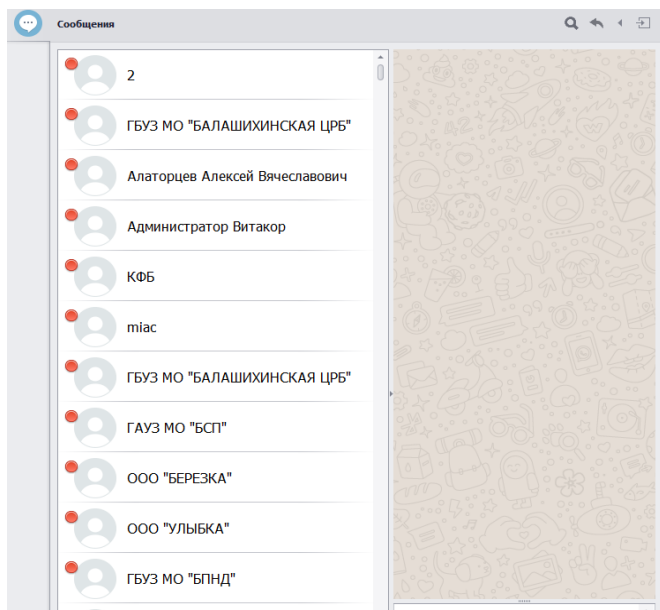 Сообщения
2
ГБУЗ МО "БАЛАШИХИНСКАЯ ЦРБ"
Алаторцев Алексей Вячеславович
Администратор Витакор
КФБ
miac
ГБУЗ МО "БАЛАШИХИНСКАЯ ЦРБ"
ГАУЗ МО "БСП"
ООО "БЕРЕЗКА"
ООО "УЛЫБКА"
ГБУЗ МО "БПНД"